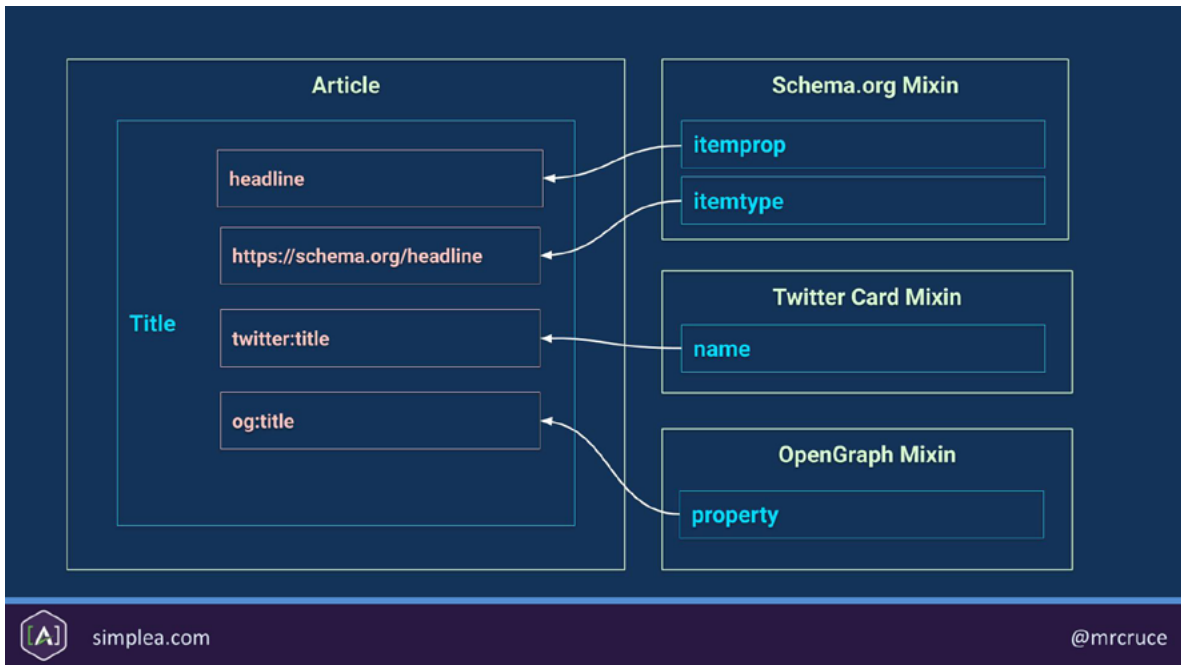 Article
Title
headline
https://schema.org/headline
twitter:title
og:title
Schema.org Mixin
itemprop
itemtype
Twitter Card Mixin
name
OpenGraph Mixin
property
[A]
simplea.com
@mrcruce